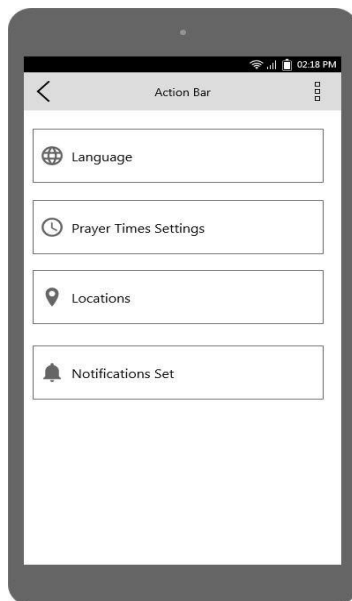 02:18 PM
Action Bar
Language
Prayer Times Settings
Locations
Notifications Set